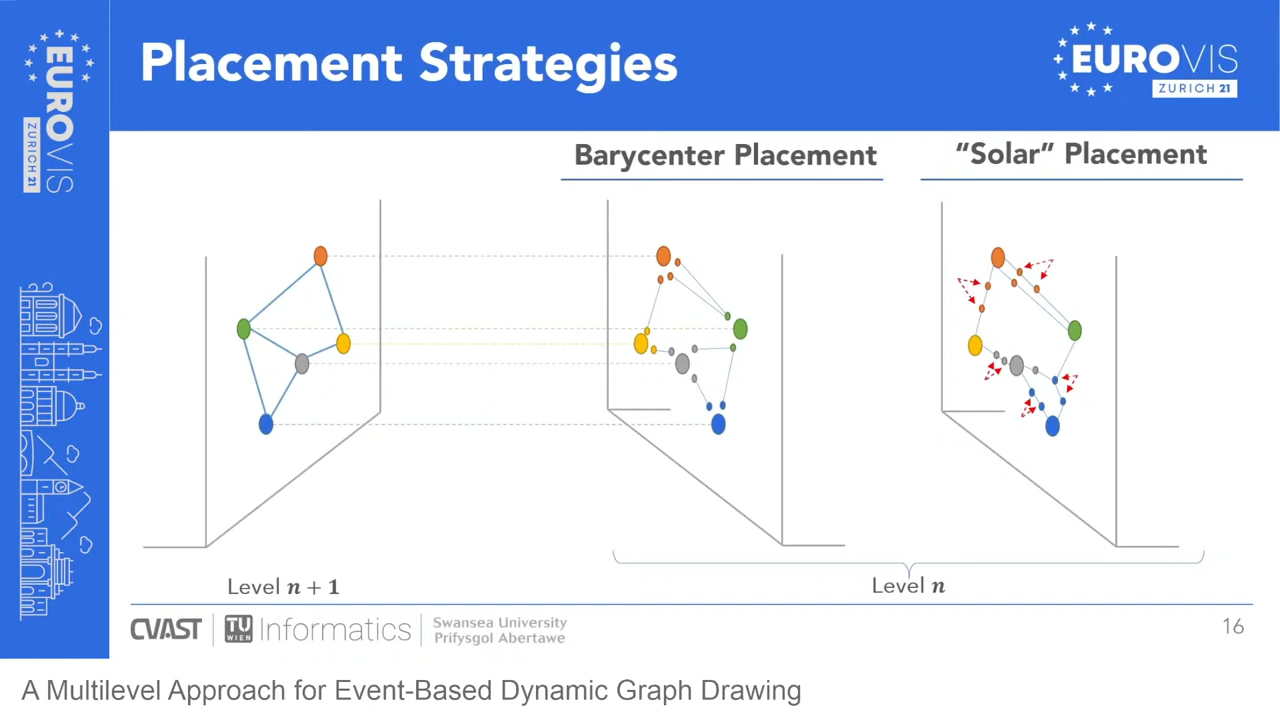 EUROVIS
ZURICH 21
Placement Strategies
EUROVIS
ZURICH 21
Barycenter Placement
“Solar” Placement
Level n + 1
Level n
CVAST
TU
WIEN
Informatics
Swansea University
Prifysgol Abertawe
16
A Multilevel Approach for Event-Based Dynamic Graph Drawing